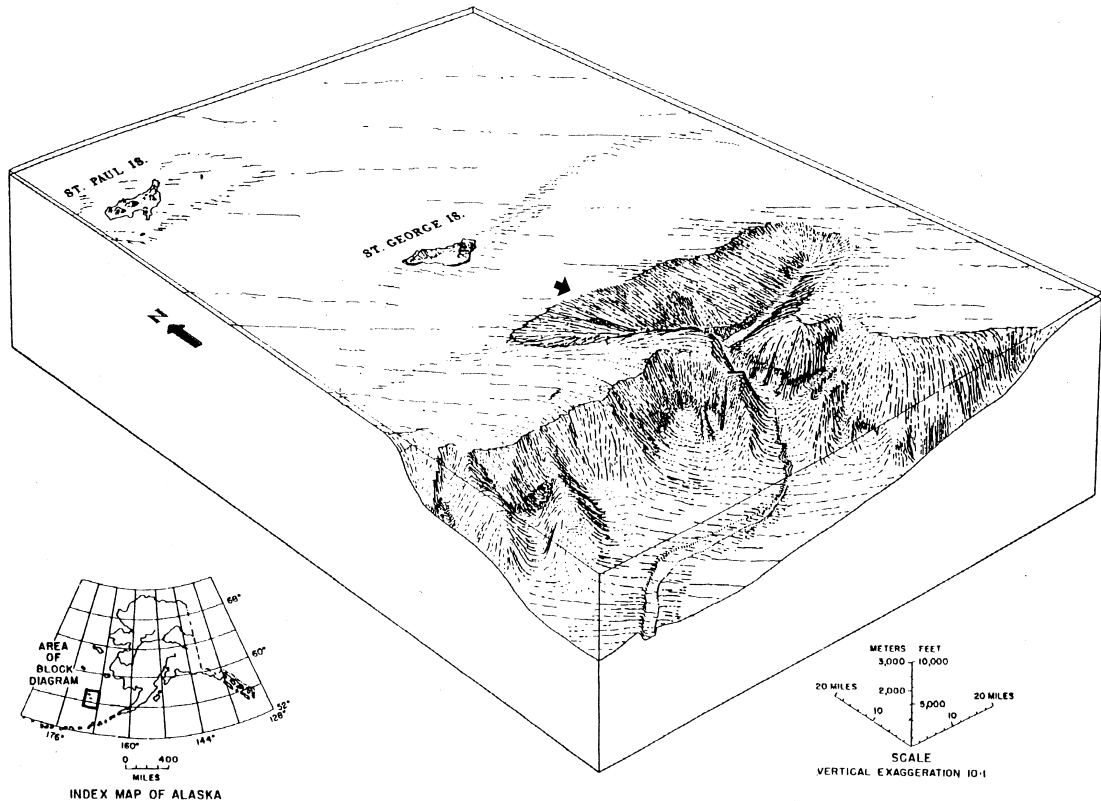 ST. PAUL IS.
ST. GEORGE IS.
N
AREA
OF
BLOCK
DIAGRAM
68°
60°
52°
128°
176°
160°
144°
0 400
MILES
INDEX MAP OF ALASKA
METERS FEET
3,000 10,000
20 MILES
2,000
20 MILES
5,000
10
10
SCALE
VERTICAL EXAGGERATION 10:1